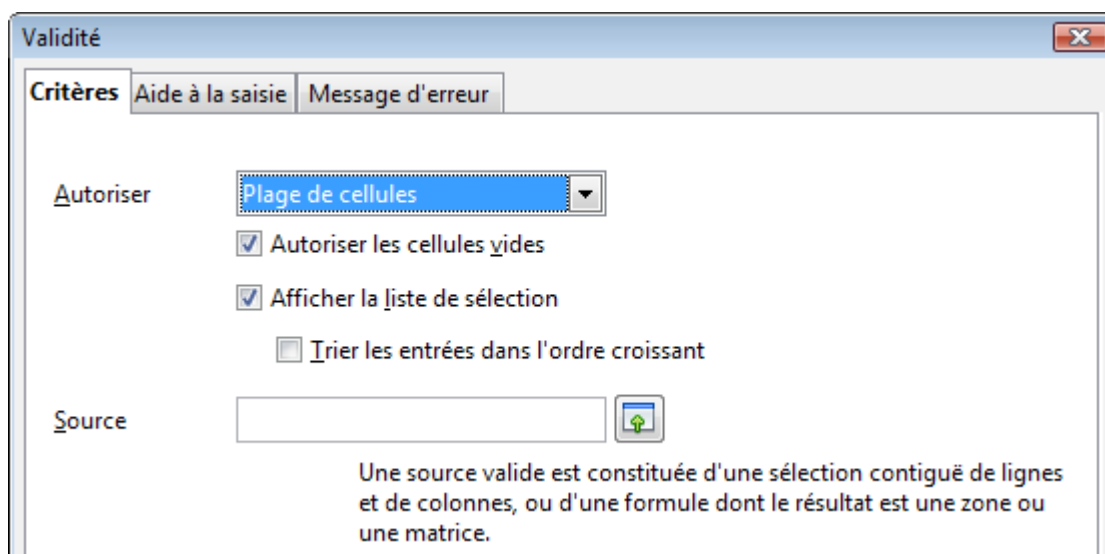 Validité
Critères Aide à la saisie Message d'erreur
Autoriser Plage de cellules
Autoriser les cellules vides
Afficher la liste de sélection
Trier les entrées dans l'ordre croissant
Source
Une source valide est constituée d'une sélection contiguë de lignes
et de colonnes, ou d'une formule dont le résultat est une zone ou
une matrice.